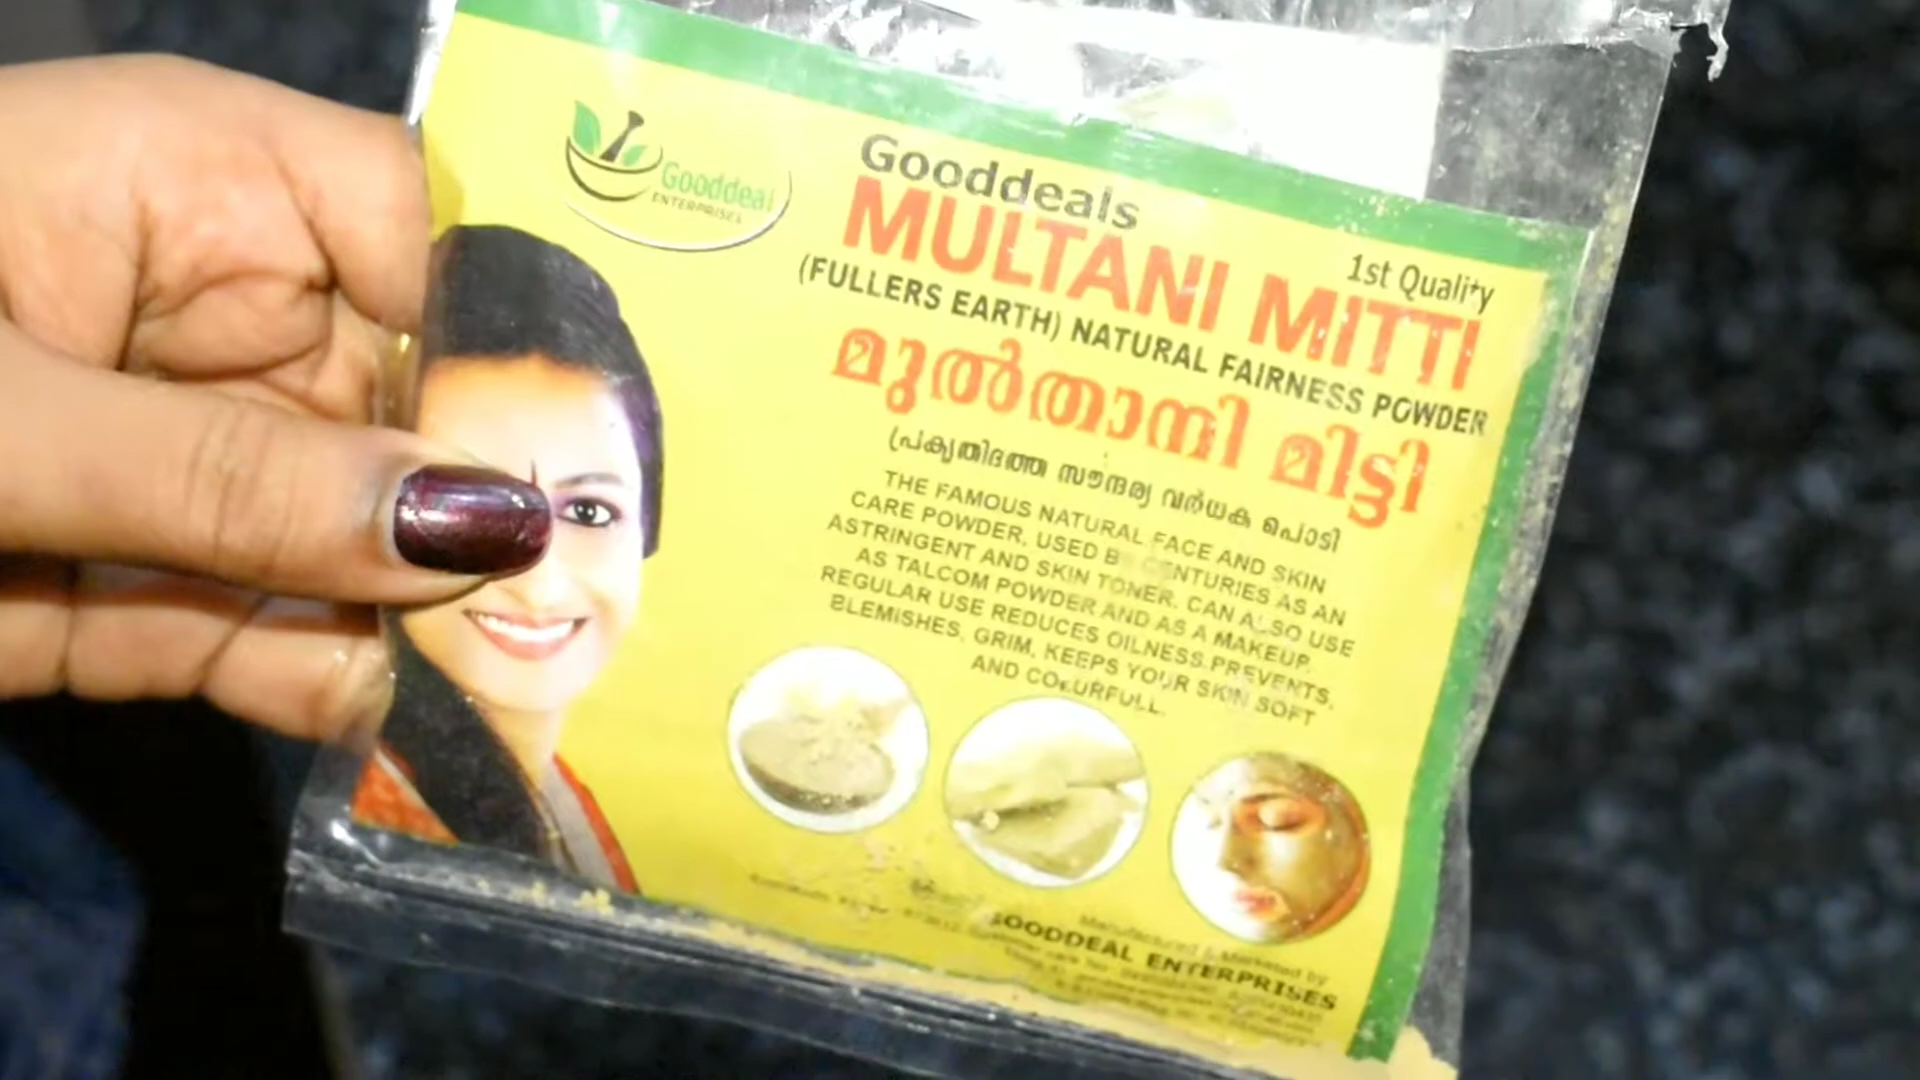 Gooddeal
ENTERPRISES
Gooddeals
1st Quality
MULTANI MITTI
(FULLERS EARTH) NATURAL FAIRNESS POWDER
മുൽതാനി മിട്ടി
പ്രകൃതിദത്ത സൗന്ദര്യ വർധക പൊടി
THE FAMOUS NATURAL FACE AND SKIN
CARE POWDER, USED CENTURIES AS AN
ASTRINGENT AND SKIN TONER. CAN ALSO USE
AS TALCOM POWDER AND AS A MAKEUP.
REGULAR USE REDUCES OILNESS PREVENTS,
BLEMISHES, GRIM, KEEPS YOUR SKIN SOFT
AND COLURFULL.
Manufactured & Marketed by
GOODDEAL ENTERPRISES